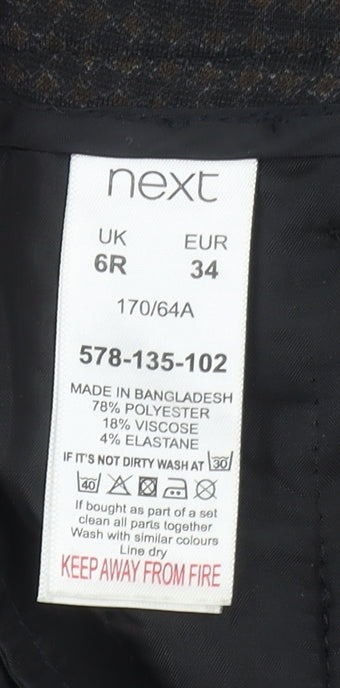 next
UK EUR
6R 34
170/64A
578-135-102
MADE IN BANGLADESH
78% POLYESTER
18% VISCOSE
4% ELASTANE
IF IT'S NOT DIRTY WASH AT 30
40
If bought as part of a set
clean all parts together
Wash with similar colours
Line dry
KEEP AWAY FROM FIRE